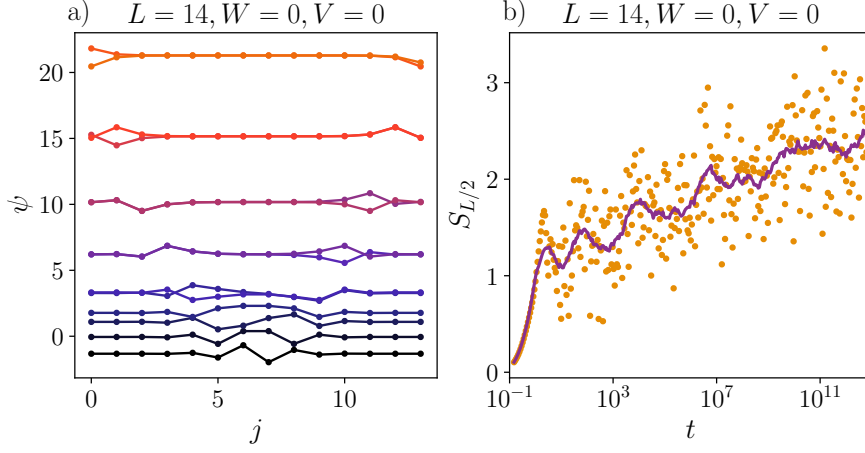 a) L = 14, W = 0, V = 0
ψ
20
15
10
5
0
0 5 10
j
b) L = 14, W = 0, V = 0
S_{L/2}
3
2
1
0
10^{-1} 10^3 10^7 10^{11}
t